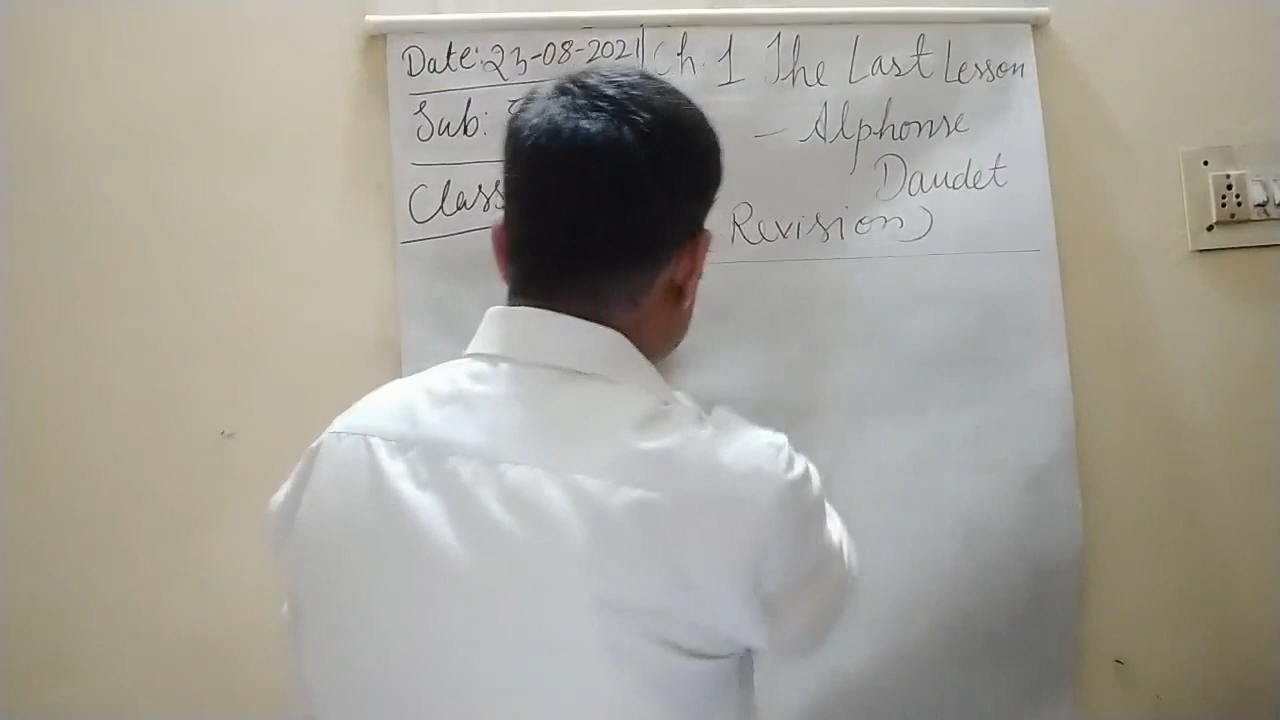 Date: 23-08-2021
Sub:
Class
Ch. 1 The Last Lesson
- Alphonse
Daudet
Revision)